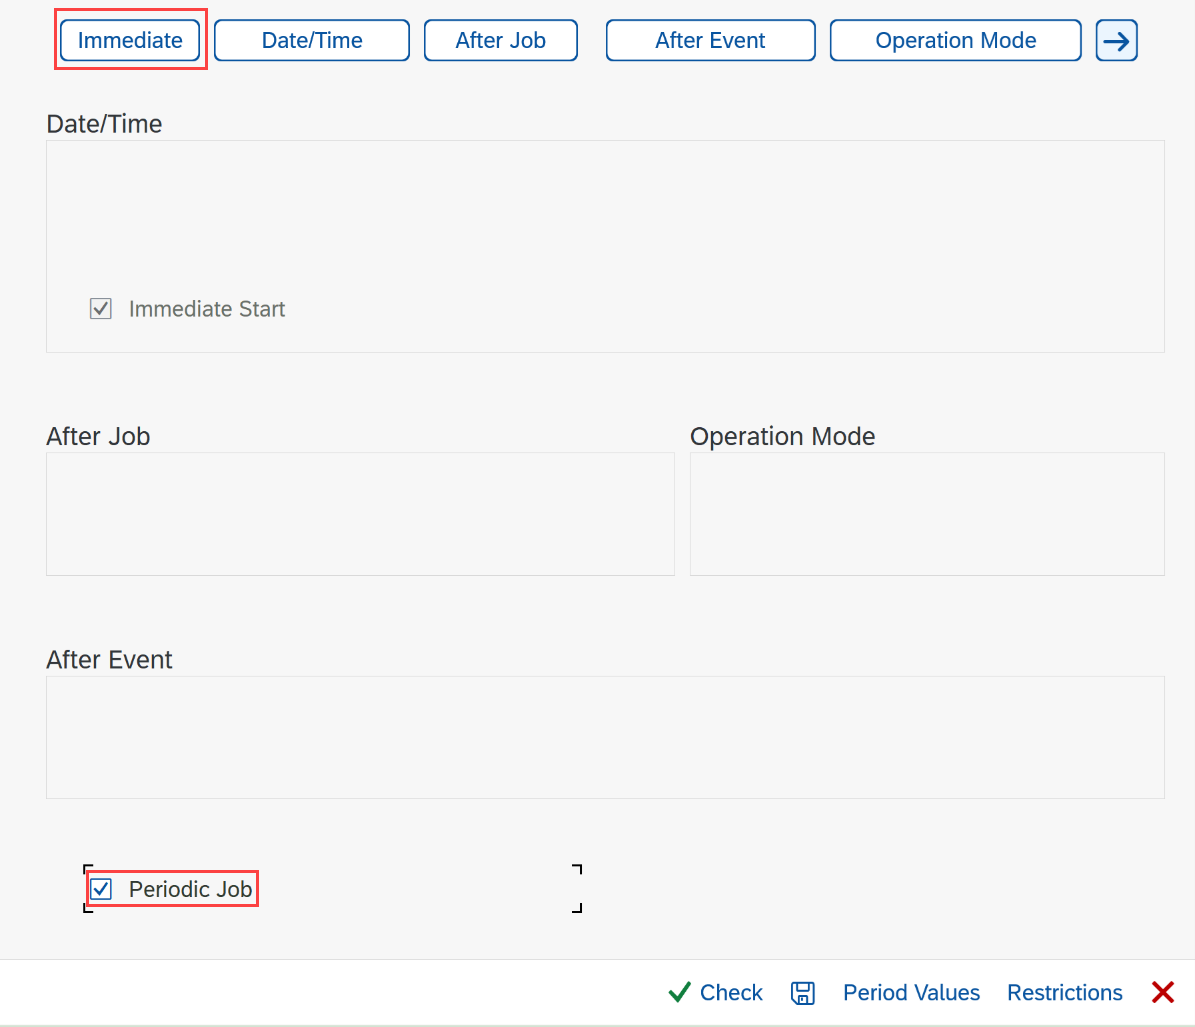 Immediate Date/Time After Job After Event Operation Mode
Date/Time
Immediate Start
After Job Operation Mode
After Event
Periodic Job
Check Period Values Restrictions